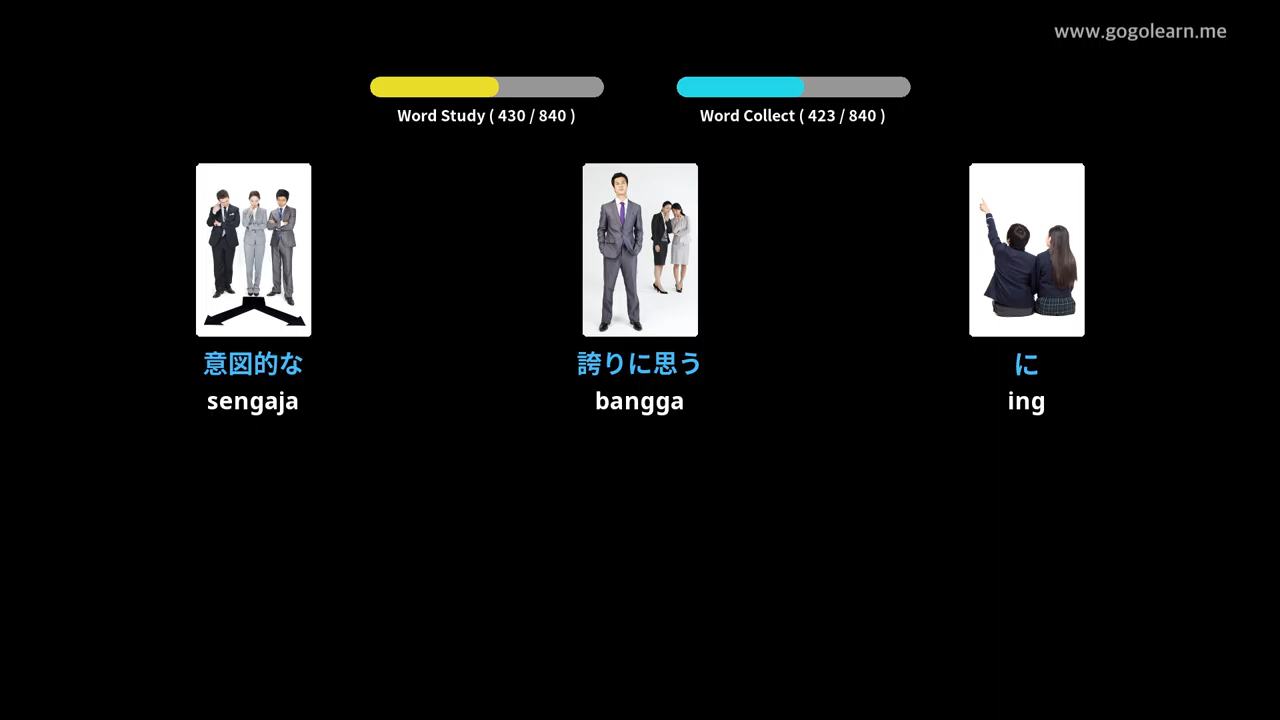 www.gogolearn.me
Word Study ( 430 / 840 )
Word Collect ( 423 / 840 )
意図的な
sengaja
誇りに思う
bangga
に
ing